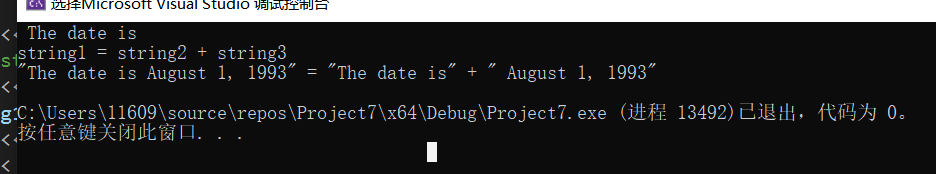 选择Microsoft Visual Studio 调试控制台
The date is
string1 = string2 + string3
"The date is August 1, 1993" = "The date is" + " August 1, 1993"
C:\Users\11609\source\repos\Project7\x64\Debug\Project7.exe (进程 13492)已退出，代码为 0。
按任意键关闭此窗口. . .